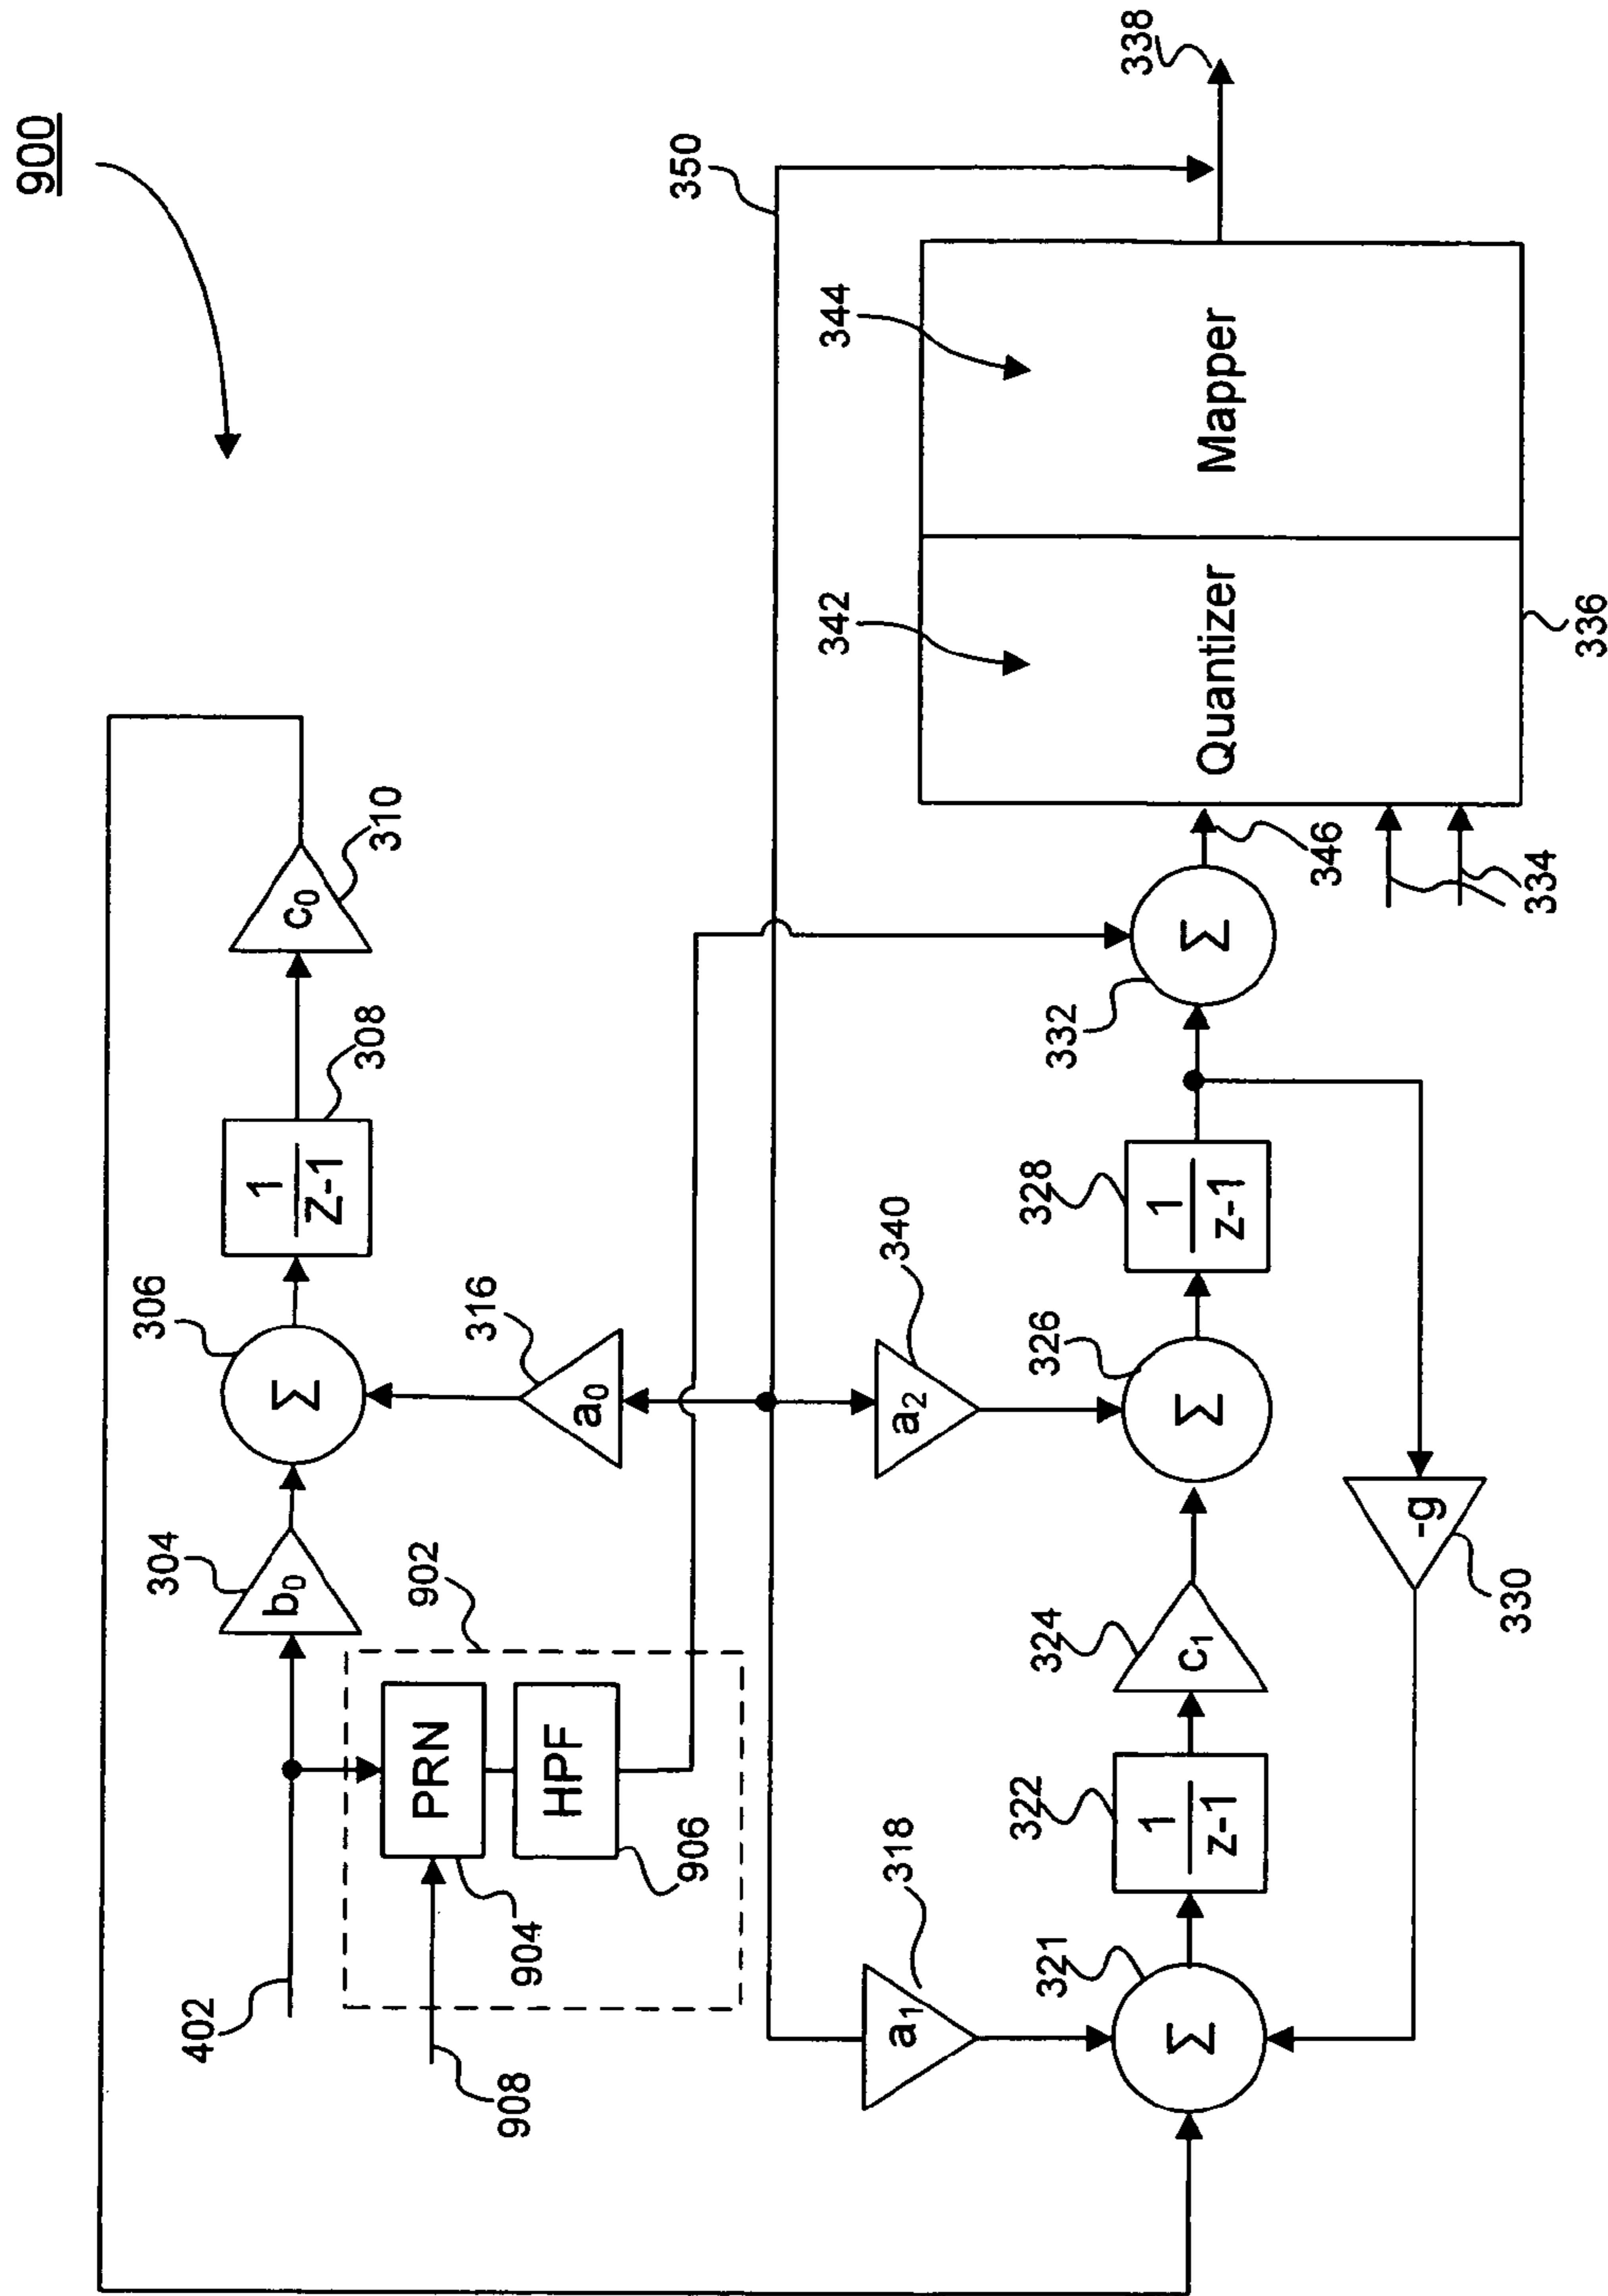 900
402
304
b₀
306
Σ
308
1
z-1
310
c₀
316
a₀
902
904
PRN
906
HPF
908
350
338
318
a₁
340
a₂
342
344
Quantizer
Mapper
336
321
Σ
322
1
z-1
324
c₁
326
Σ
328
1
z-1
332
Σ
346
334
-g
330